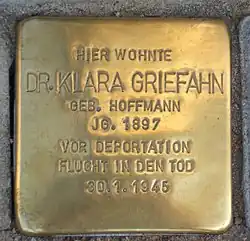 HIER WOHNTE
DR. KLARA GRIEFAHN
GEB. HOFFMANN
JG. 1897
VOR DEPORTATION
FLUCHT IN DEN TOD
30.1.1945